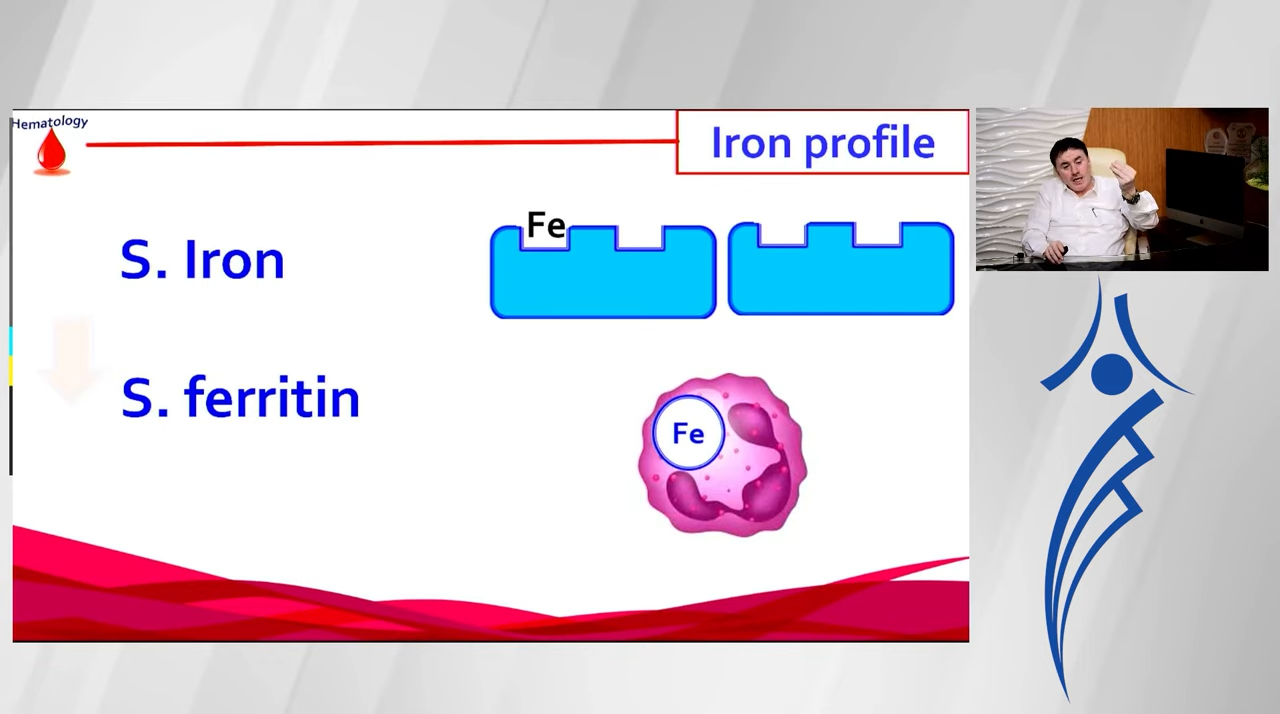 Hematology
Iron profile
Fe
S. Iron
S. ferritin
Fe